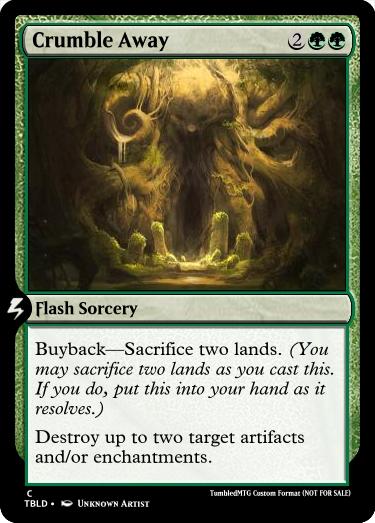 Crumble Away 2
Flash Sorcery
Buyback—Sacrifice two lands. (You
may sacrifice two lands as you cast this.
If you do, put this into your hand as it
resolves.)
Destroy up to two target artifacts
and/or enchantments.
C
TBLD • Unknown Artist
TumbledMTG Custom Format (NOT FOR SALE)